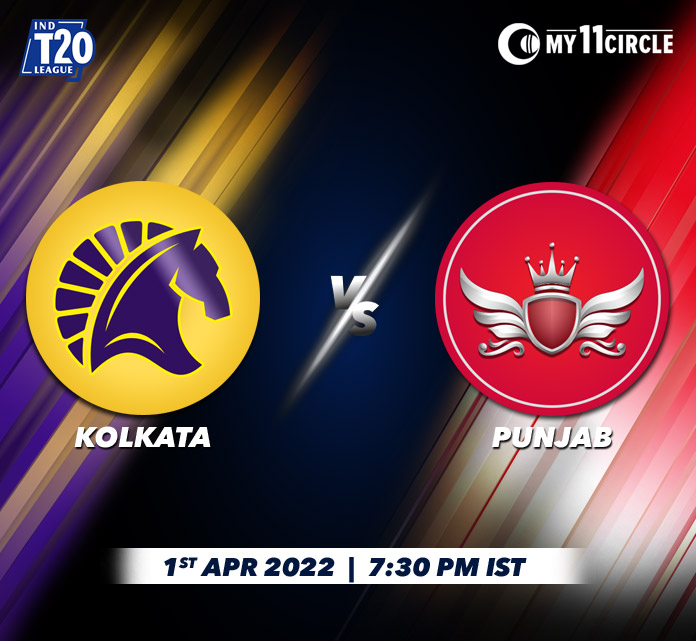 IND
T20
LEAGUE
MY11CIRCLE
VS
KOLKATA
PUNJAB
1ST APR 2022 | 7:30 PM IST